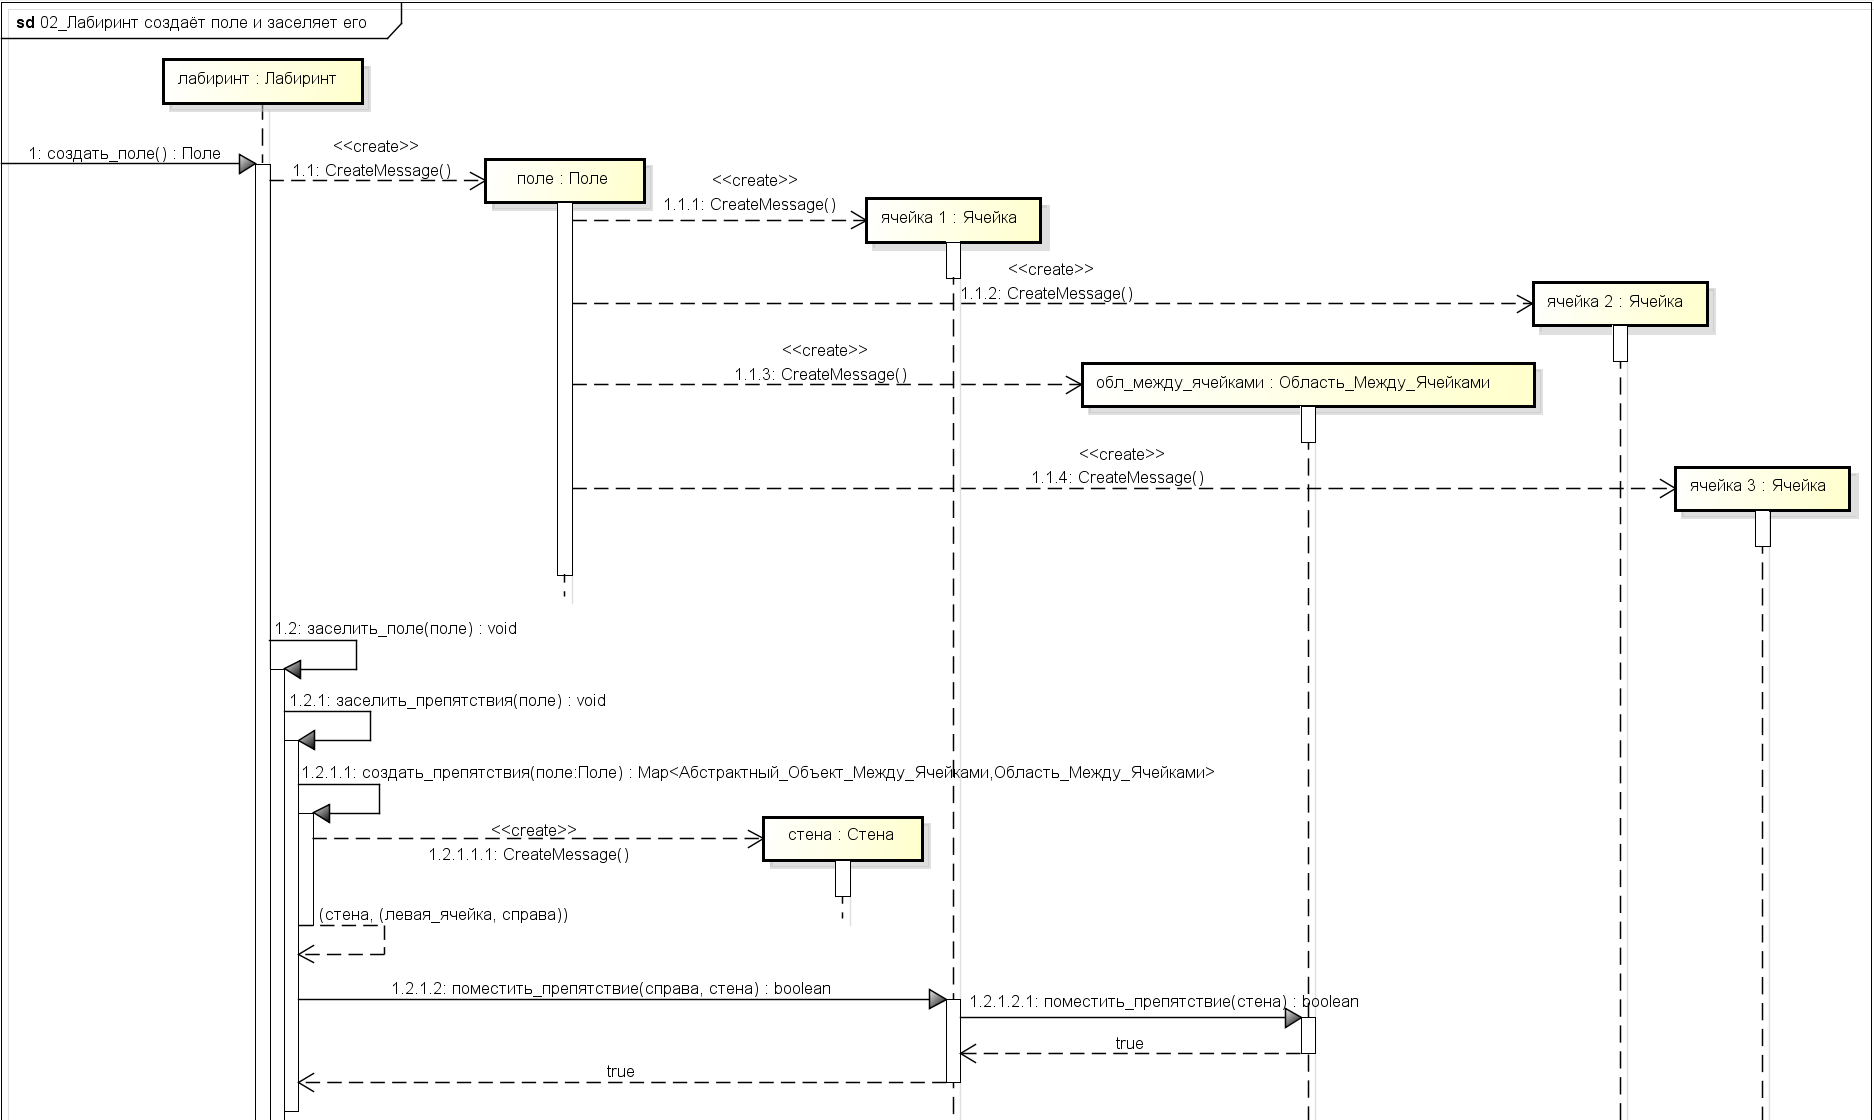 sd 02_Лабиринт создаёт поле и заселяет его
лабиринт : Лабиринт
1: создать_поле() : Поле
<<create>>
1.1: CreateMessage()
поле : Поле
<<create>>
1.1.1: CreateMessage()
ячейка 1 : Ячейка
<<create>>
1.1.2: CreateMessage()
ячейка 2 : Ячейка
<<create>>
1.1.3: CreateMessage()
обл_между_ячейками : Область_Между_Ячейками
<<create>>
1.1.4: CreateMessage()
ячейка 3 : Ячейка
1.2: заселить_поле(поле) : void
1.2.1: заселить_препятствия(поле) : void
1.2.1.1: создать_препятствия(поле:Поле) : Map<Абстрактный_Объект_Между_Ячейками,Область_Между_Ячейками>
<<create>>
1.2.1.1.1: CreateMessage()
стена : Стена
(стена, (левая_ячейка, справа))
1.2.1.2: поместить_препятствие(справа, стена) : boolean
1.2.1.2.1: поместить_препятствие(стена) : boolean
true
true